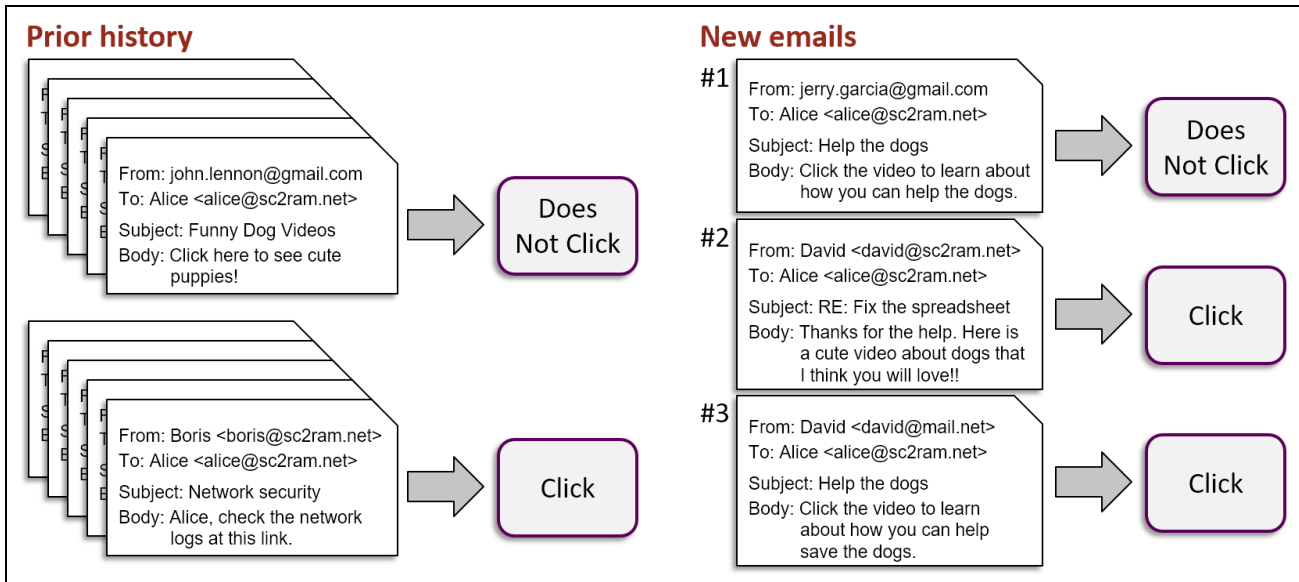 Prior history
From: john.lennon@gmail.com
To: Alice <alice@sc2ram.net>
Subject: Funny Dog Videos
Body: Click here to see cute
puppies!
Does
Not Click
From: Boris <boris@sc2ram.net>
To: Alice <alice@sc2ram.net>
Subject: Network security
Body: Alice, check the network
logs at this link.
Click
New emails
#1
From: jerry.garcia@gmail.com
To: Alice <alice@sc2ram.net>
Subject: Help the dogs
Body: Click the video to learn about
how you can help the dogs.
Does
Not Click
#2
From: David <david@sc2ram.net>
To: Alice <alice@sc2ram.net>
Subject: RE: Fix the spreadsheet
Body: Thanks for the help. Here is
a cute video about dogs that
I think you will love!!
Click
#3
From: David <david@mail.net>
To: Alice <alice@sc2ram.net>
Subject: Help the dogs
Body: Click the video to learn
about how you can help
save the dogs.
Click